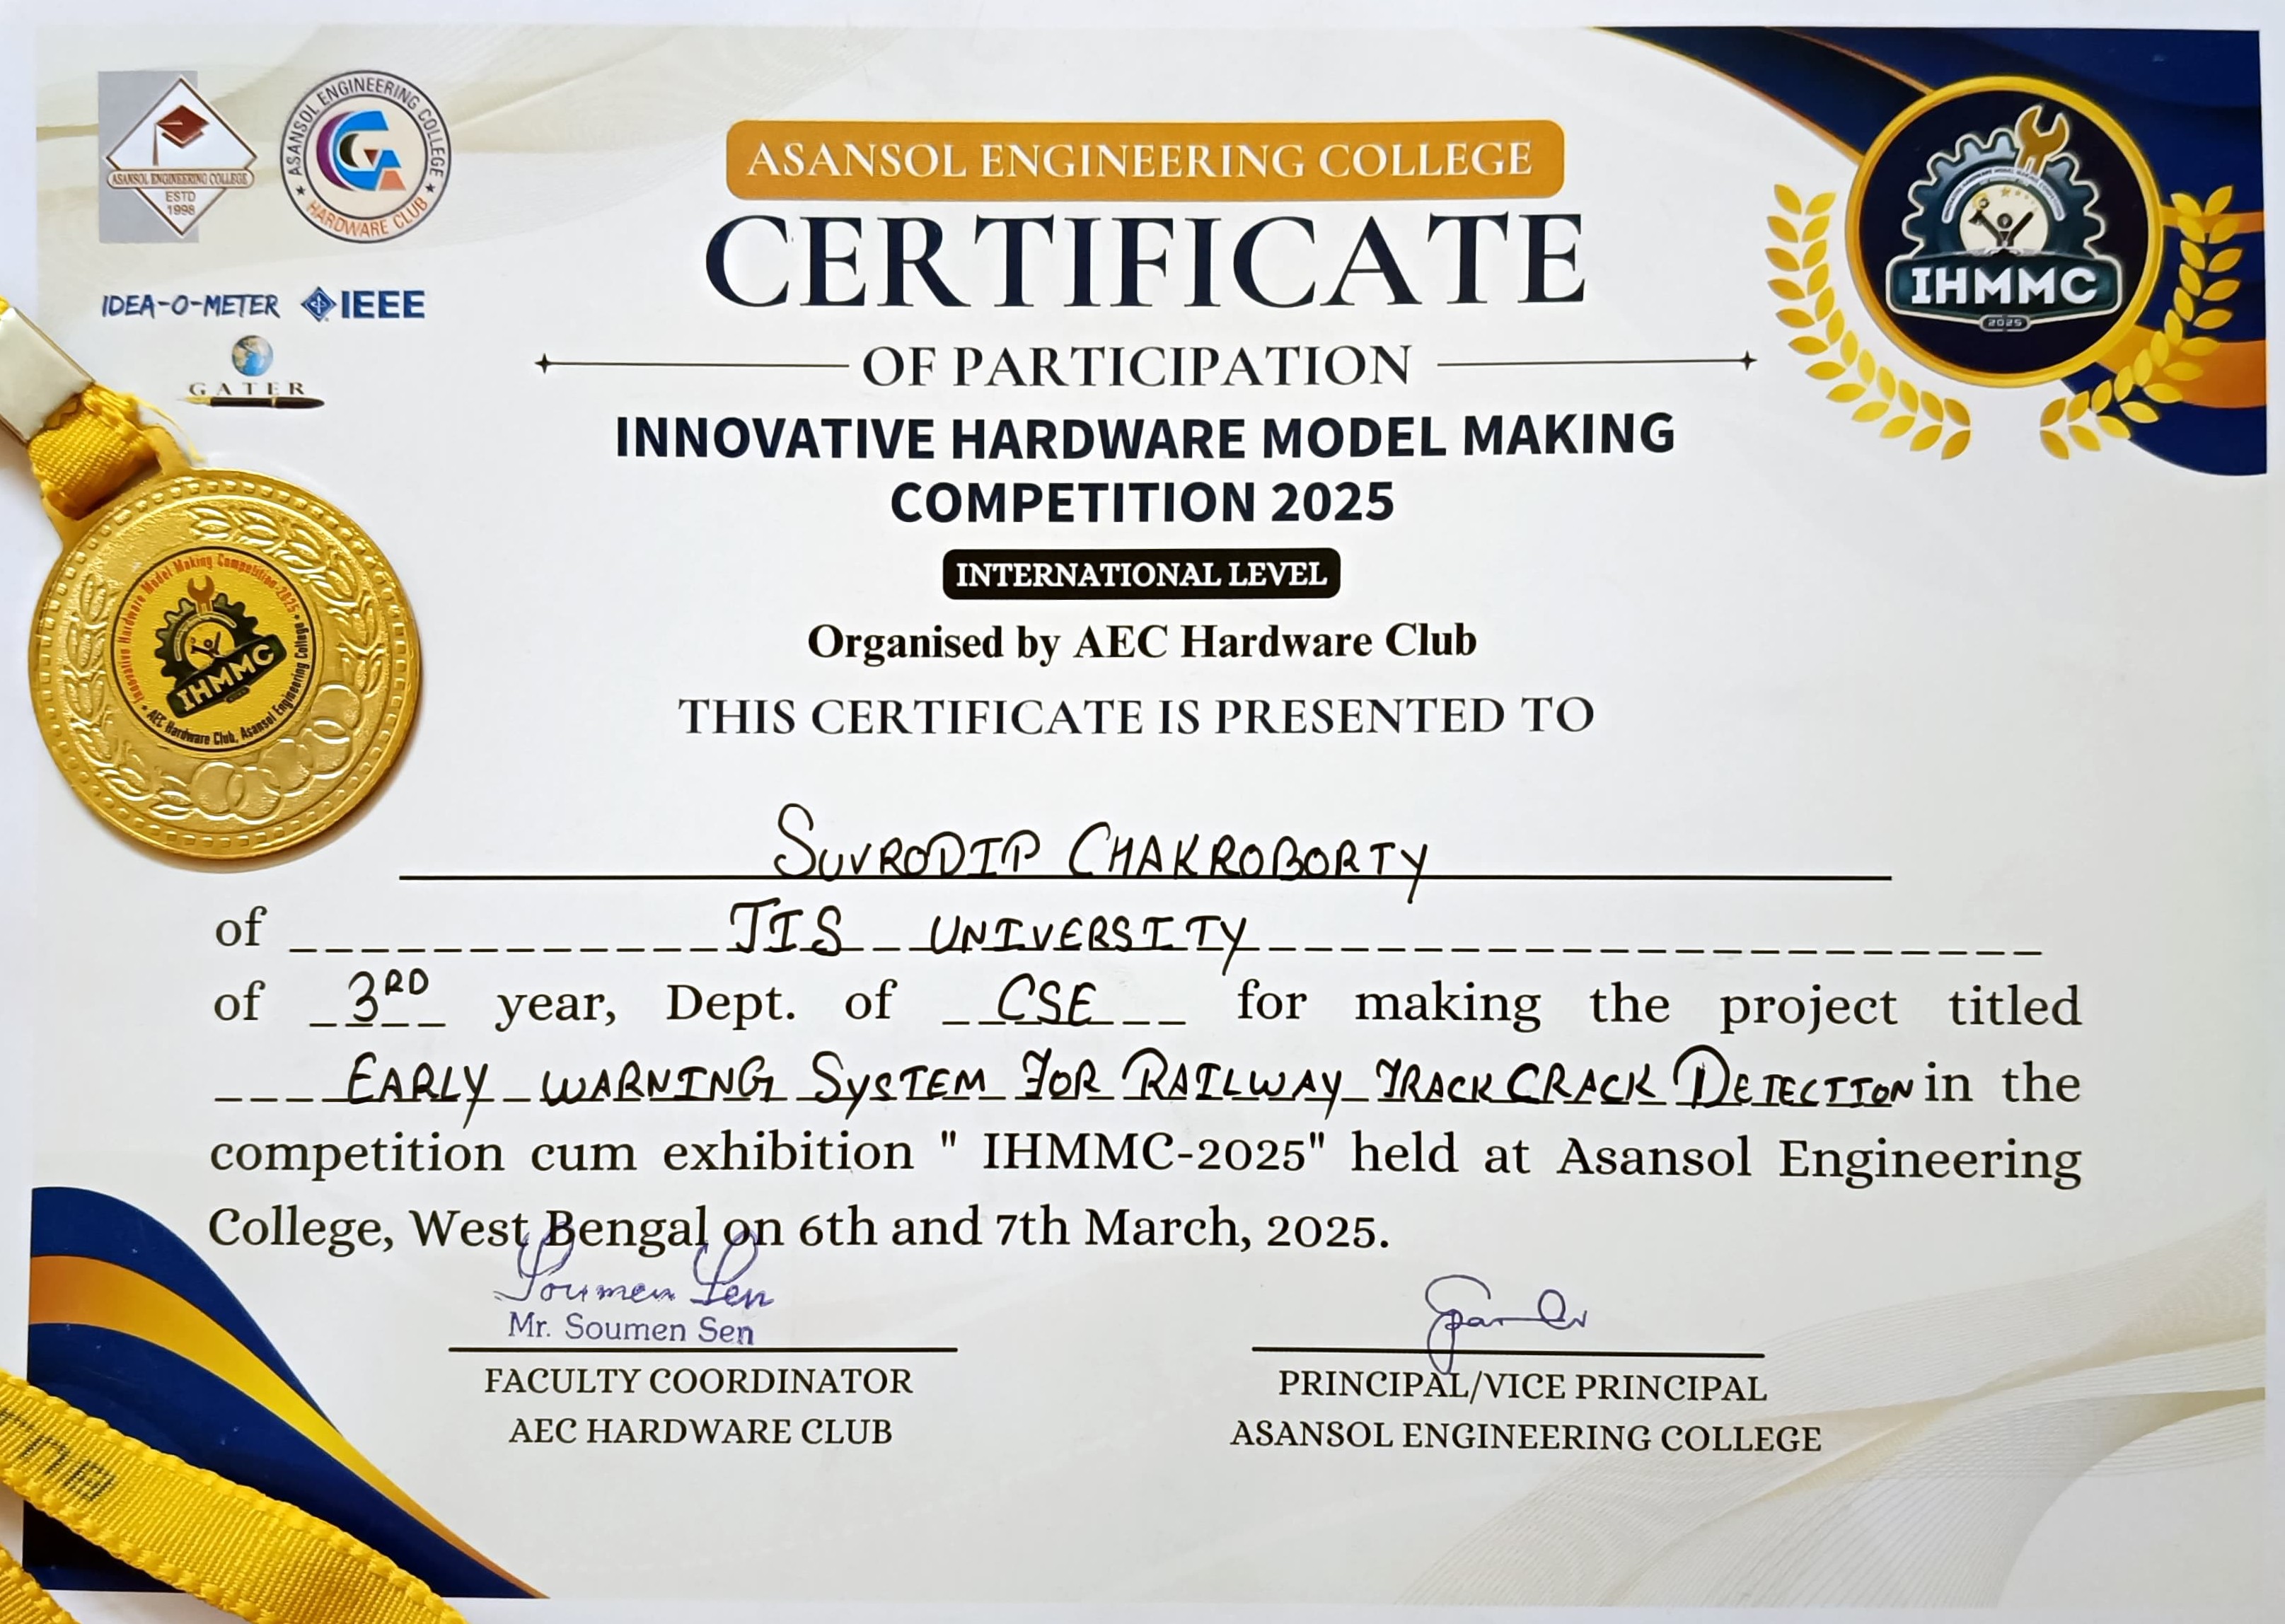 ASANSOL ENGINEERING COLLEGE
ESTD
1998
ASANSOL ENGINEERING COLLEGE
HARDWARE CLUB
IDEA-O-METER
IEEE
GATER
IHMMC
2025
ASANSOL ENGINEERING COLLEGE
CERTIFICATE
OF PARTICIPATION
INNOVATIVE HARDWARE MODEL MAKING
COMPETITION 2025
INTERNATIONAL LEVEL
Organised by AEC Hardware Club
THIS CERTIFICATE IS PRESENTED TO
Innovative Hardware Model Making Competition-2025
IHMMC
AEC Hardware Club, Asansol Engineering College
SUVRODIP CHAKROBORTY
of JIS UNIVERSITY
of 3RD year, Dept. of CSE for making the project titled
EARLY WARNING SYSTEM FOR RAILWAY TRACK CRACK DETECTION in the
competition cum exhibition " IHMMC-2025" held at Asansol Engineering
College, West Bengal on 6th and 7th March, 2025.
Soumen Sen
Mr. Soumen Sen
FACULTY COORDINATOR
AEC HARDWARE CLUB
PRINCIPAL/VICE PRINCIPAL
ASANSOL ENGINEERING COLLEGE